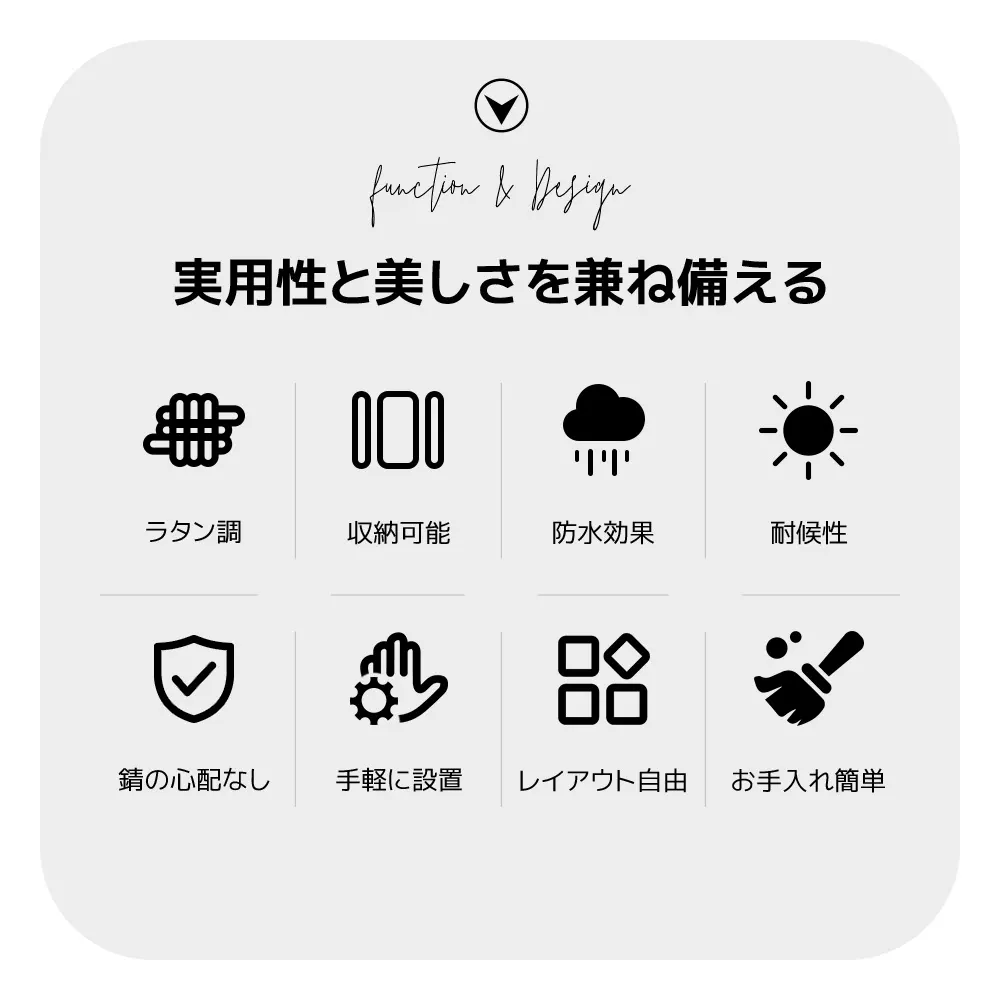 function & Design
実用性と美しさを兼ね備える
ラタン調
収納可能
防水効果
耐候性
錆の心配なし
手軽に設置
レイアウト自由
お手入れ簡単